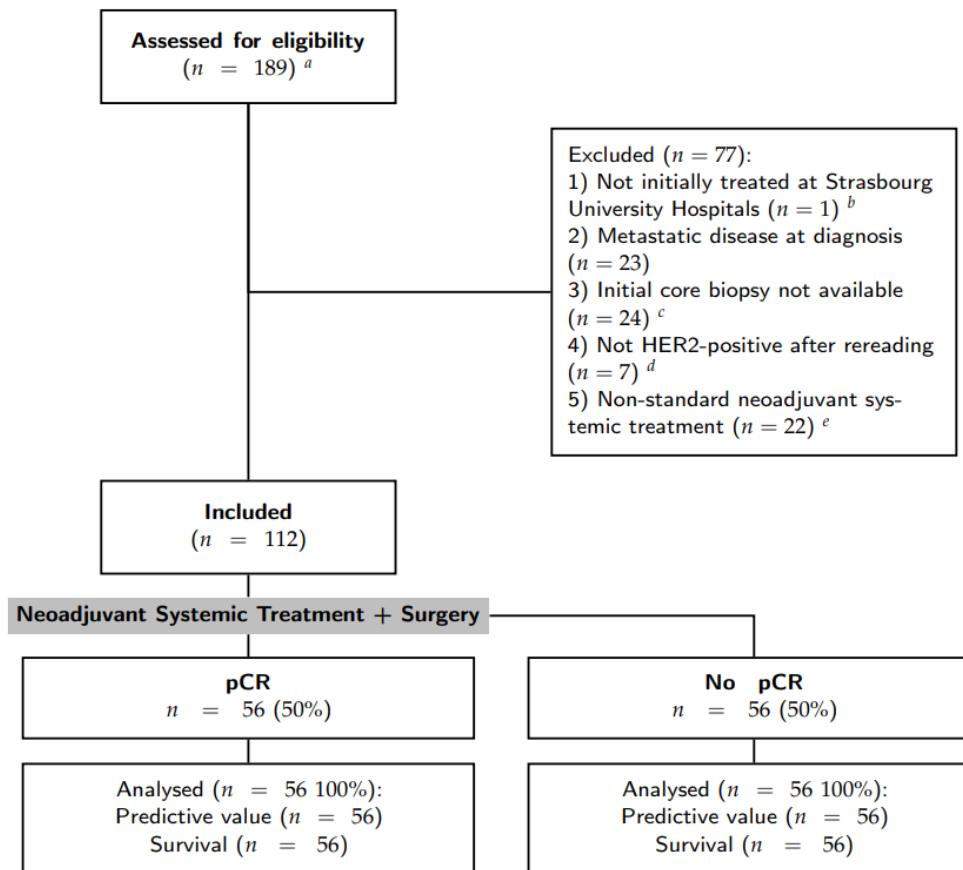 Assessed for eligibility
(n = 189) a
Excluded (n = 77):
1) Not initially treated at Strasbourg
University Hospitals (n = 1) b
2) Metastatic disease at diagnosis
(n = 23)
3) Initial core biopsy not available
(n = 24) c
4) Not HER2-positive after rereading
(n = 7) d
5) Non-standard neoadjuvant sys-
temic treatment (n = 22) e
Included
(n = 112)
Neoadjuvant Systemic Treatment + Surgery
pCR
n = 56 (50%)
No pCR
n = 56 (50%)
Analysed (n = 56 100%):
Predictive value (n = 56)
Survival (n = 56)
Analysed (n = 56 100%):
Predictive value (n = 56)
Survival (n = 56)